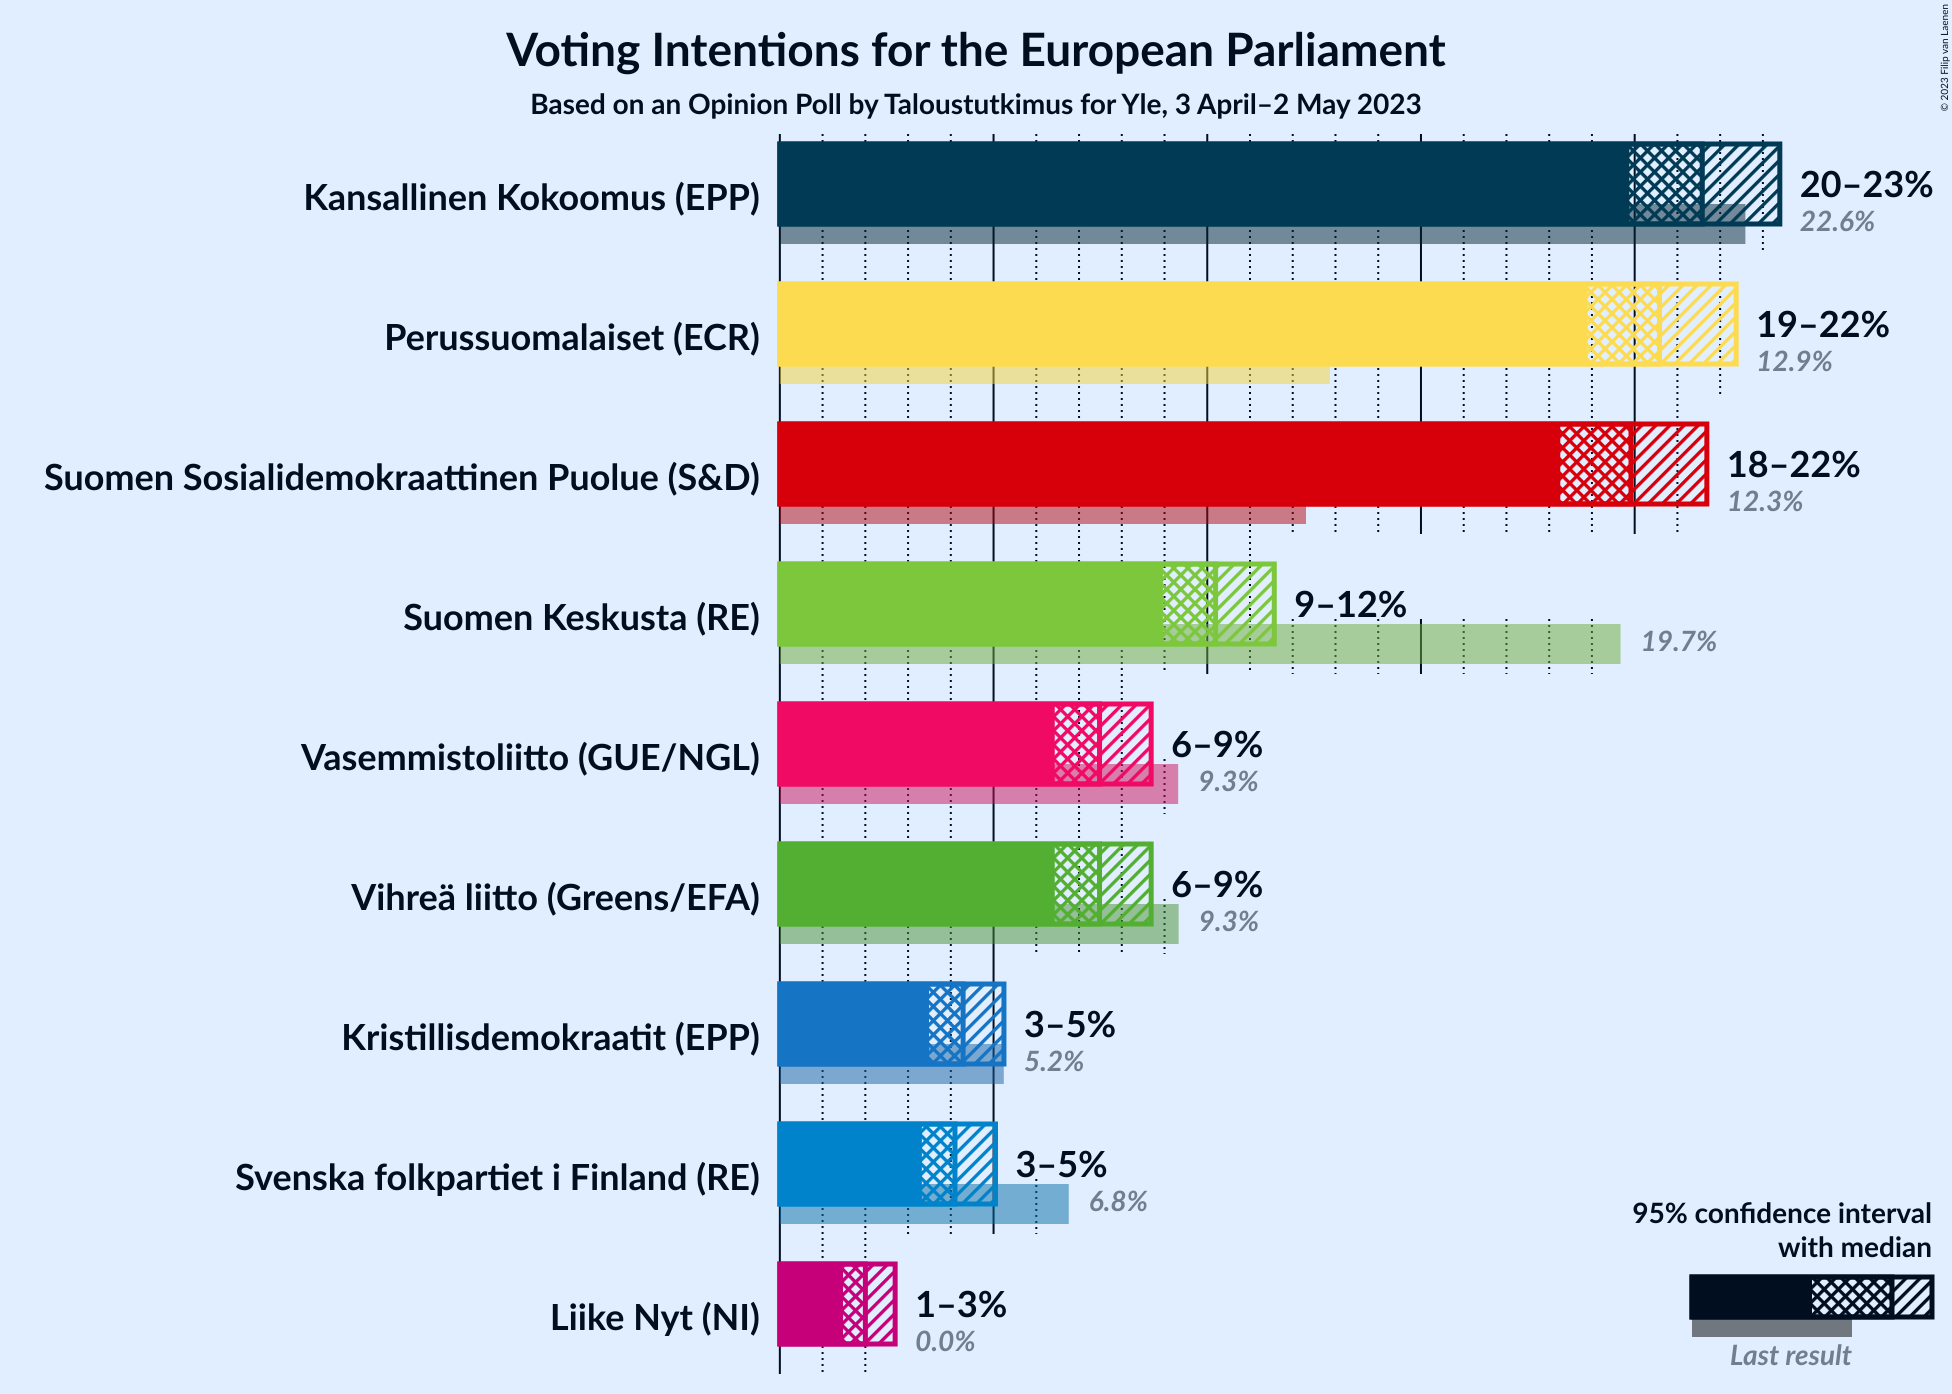 Voting Intentions for the European Parliament
Based on an Opinion Poll by Taloustutkimus for Yle, 3 April–2 May 2023
© 2023 Filip van Laenen
Kansallinen Kokoomus (EPP)
20–23%
22.6%
Perussuomalaiset (ECR)
19–22%
12.9%
Suomen Sosialidemokraattinen Puolue (S&D)
18–22%
12.3%
Suomen Keskusta (RE)
9–12%
19.7%
Vasemmistoliitto (GUE/NGL)
6–9%
9.3%
Vihreä liitto (Greens/EFA)
6–9%
9.3%
Kristillisdemokraatit (EPP)
3–5%
5.2%
Svenska folkpartiet i Finland (RE)
3–5%
6.8%
Liike Nyt (NI)
1–3%
0.0%
95% confidence interval
with median
Last result